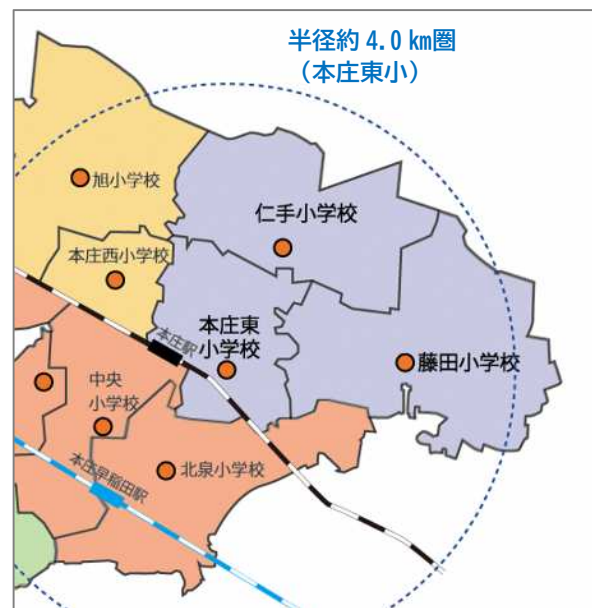 半径約 4.0 ㎞圏
（本庄東小）
旭小学校
仁手小学校
本庄西小学校
本庄東
小学校
本庄駅
藤田小学校
中央
小学校
北泉小学校
本庄早稲田駅